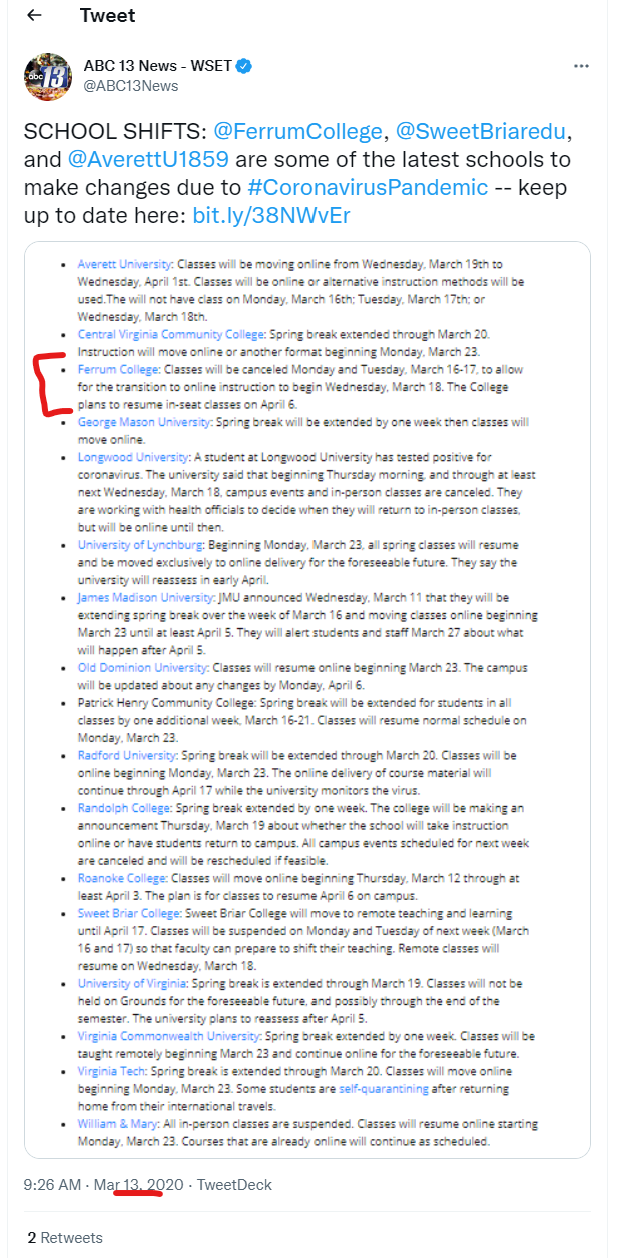 Tweet
abc 13
ABC 13 News - WSET
@ABC13News
SCHOOL SHIFTS: @FerrumCollege, @SweetBriaredu,
and @AverettU1859 are some of the latest schools to
make changes due to #CoronavirusPandemic -- keep
up to date here: bit.ly/38NWvEr
• Averett University: Classes will be moving online from Wednesday, March 19th to
Wednesday, April 1st. Classes will be online or alternative instruction methods will be
used.The will not have class on Monday, March 16th; Tuesday, March 17th; or
Wednesday, March 18th.
• Central Virginia Community College: Spring break extended through March 20.
Instruction will move online or another format beginning Monday, March 23.
• Ferrum College: Classes will be canceled Monday and Tuesday, March 16-17, to allow
for the transition to online instruction to begin Wednesday, March 18. The College
plans to resume in-seat classes on April 6.
• George Mason University: Spring break will be extended by one week then classes will
move online.
• Longwood University: A student at Longwood University has tested positive for
coronavirus. The university said that beginning Thursday morning, and through at least
next Wednesday, March 18, campus events and in-person classes are canceled. They
are working with health officials to decide when they will return to in-person classes,
but will be online until then.
• University of Lynchburg: Beginning Monday, March 23, all spring classes will resume
and be moved exclusively to online delivery for the foreseeable future. They say the
university will reassess in early April.
• James Madison University: JMU announced Wednesday, March 11 that they will be
extending spring break over the week of March 16 and moving classes online beginning
March 23 until at least April 5. They will alert students and staff March 27 about what
will happen after April 5.
• Old Dominion University: Classes will resume online beginning March 23. The campus
will be updated about any changes by Monday, April 6.
• Patrick Henry Community College: Spring break will be extended for students in all
classes by one additional week, March 16-21. Classes will resume normal schedule on
Monday, March 23.
• Radford University: Spring break will be extended through March 20. Classes will be
online beginning Monday, March 23. The online delivery of course material will
continue through April 17 while the university monitors the virus.
• Randolph College: Spring break extended by one week. The college will be making an
announcement Thursday, March 19 about whether the school will take instruction
online or have students return to campus. All campus events scheduled for next week
are canceled and will be rescheduled if feasible.
• Roanoke College: Classes will move online beginning Thursday, March 12 through at
least April 3. The plan is for classes to resume April 6 on campus.
• Sweet Briar College: Sweet Briar College will move to remote teaching and learning
until April 17. Classes will be suspended on Monday and Tuesday of next week (March
16 and 17) so that faculty can prepare to shift their teaching. Remote classes will
resume on Wednesday, March 18.
• University of Virginia: Spring break is extended through March 19. Classes will not be
held on Grounds for the foreseeable future, and possibly through the end of the
semester. The university plans to reassess after April 5.
• Virginia Commonwealth University: Spring break extended by one week. Classes will be
taught remotely beginning March 23 and continue online for the foreseeable future.
• Virginia Tech: Spring break is extended through March 20. Classes will move online
beginning Monday, March 23. Some students are self-quarantining after returning
home from their international travels.
• William & Mary: All in-person classes are suspended. Classes will resume online starting
Monday, March 23. Courses that are already online will continue as scheduled.
9:26 AM · Mar 13, 2020 · TweetDeck
2 Retweets